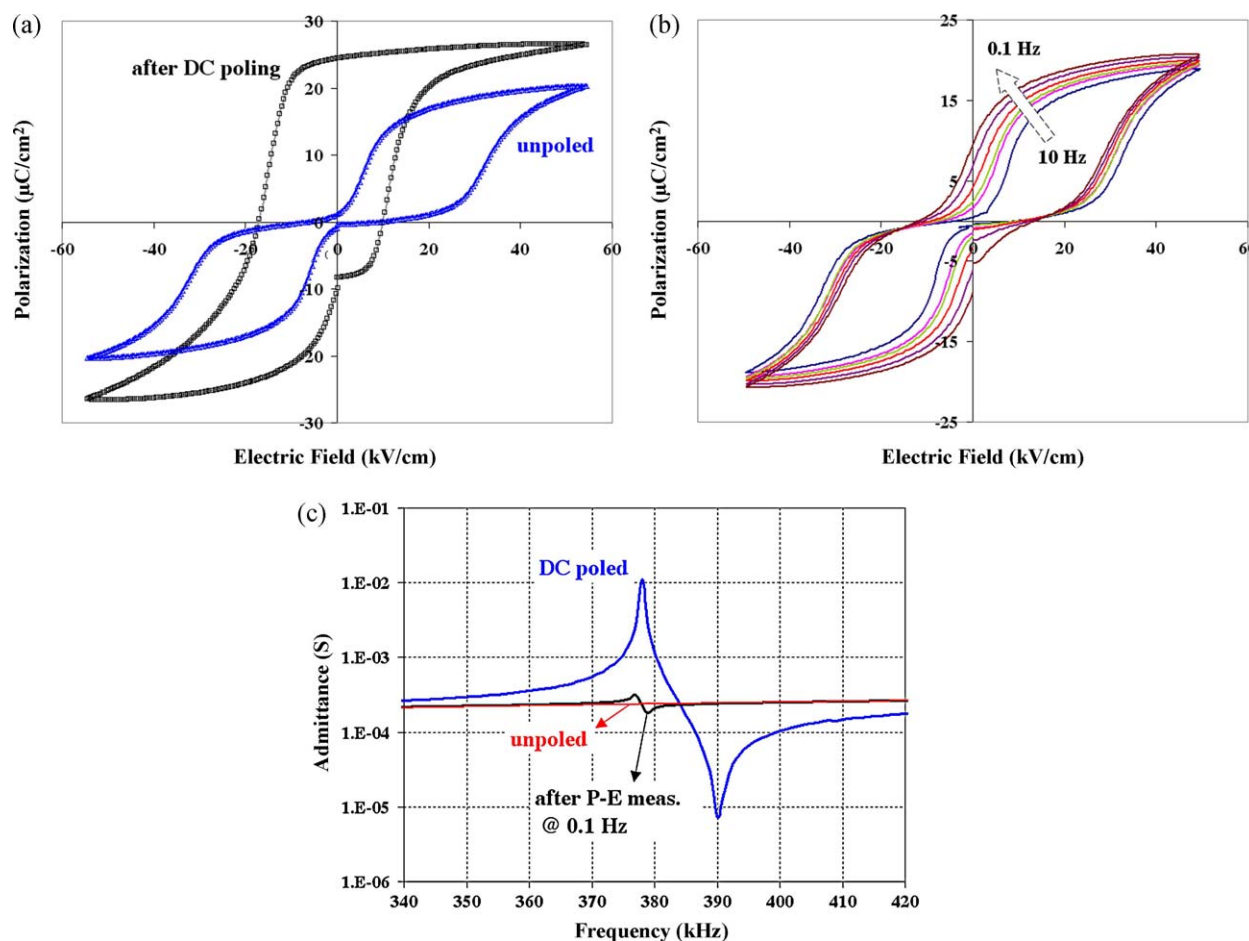 (a)
30
after DC poling
20
unpoled
10
0
-60
-40
-20
0
20
40
60
-10
-20
-30
Polarization (μC/cm²)
Electric Field (kV/cm)
(b)
25
0.1 Hz
15
10 Hz
5
-60
-40
-20
0
20
40
60
-5
-15
-25
Polarization (μC/cm²)
Electric Field (kV/cm)
(c)
1.E-01
1.E-02
1.E-03
1.E-04
1.E-05
1.E-06
Admittance (S)
DC poled
unpoled
after P-E meas.
@ 0.1 Hz
340
350
360
370
380
390
400
410
420
Frequency (kHz)